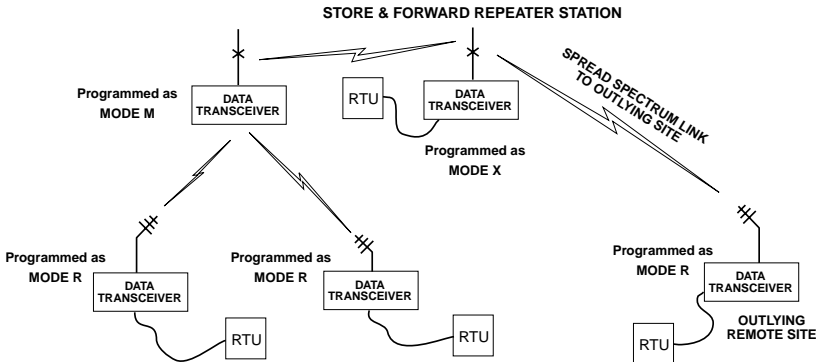 STORE & FORWARD REPEATER STATION
SPREAD SPECTRUM LINK
TO OUTLYING SITE
Programmed as
MODE M
DATA
TRANSCEIVER
RTU
DATA
TRANSCEIVER
Programmed as
MODE X
Programmed as
MODE R
DATA
TRANSCEIVER
RTU
Programmed as
MODE R
DATA
TRANSCEIVER
RTU
Programmed as
MODE R
DATA
TRANSCEIVER
RTU
OUTLYING
REMOTE SITE